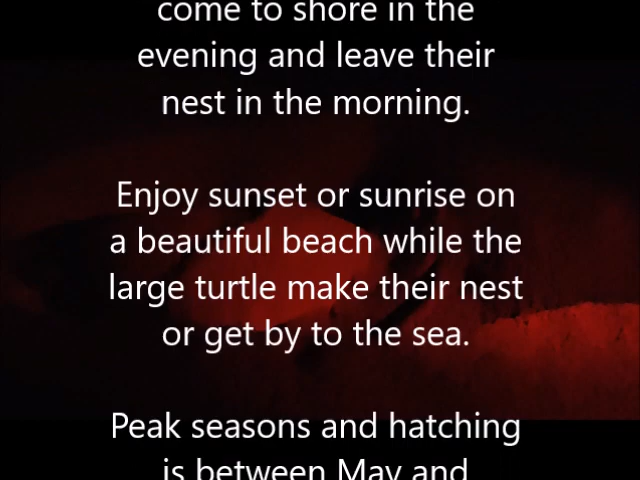 come to shore in the
evening and leave their
nest in the morning.
Enjoy sunset or sunrise on
a beautiful beach while the
large turtle make their nest
or get by to the sea.
Peak seasons and hatching
is between May and